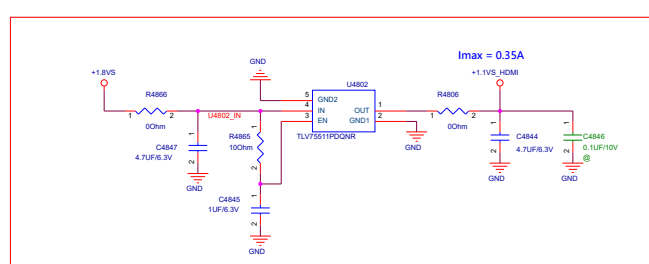 Imax = 0.35A
+1.8VS
GND
U4802
+1.1VS_HDMI
R4866
1
2
0Ohm
U4802_IN
5
4
3
GND2
IN
EN
OUT
GND1
1
2
TLV75511PDQNR
R4806
1
2
0Ohm
GND
C4847
4.7UF/6.3V
1
2
GND
R4865
10Ohm
1
2
C4844
4.7UF/6.3V
1
2
GND
C4846
0.1UF/10V
@
1
2
GND
C4845
1UF/6.3V
1
2
GND